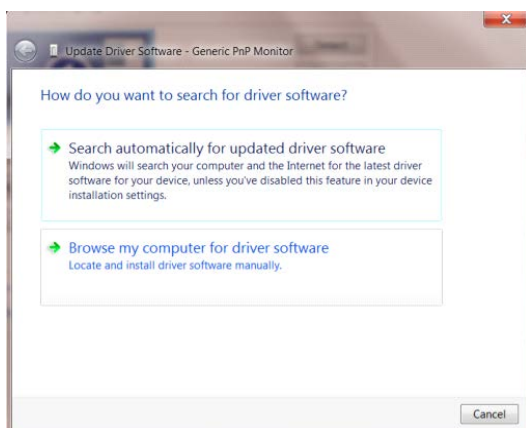 Update Driver Software - Generic PnP Monitor
How do you want to search for driver software?
Search automatically for updated driver software
Windows will search your computer and the Internet for the latest driver
software for your device, unless you've disabled this feature in your device
installation settings.
Browse my computer for driver software
Locate and install driver software manually.
Cancel